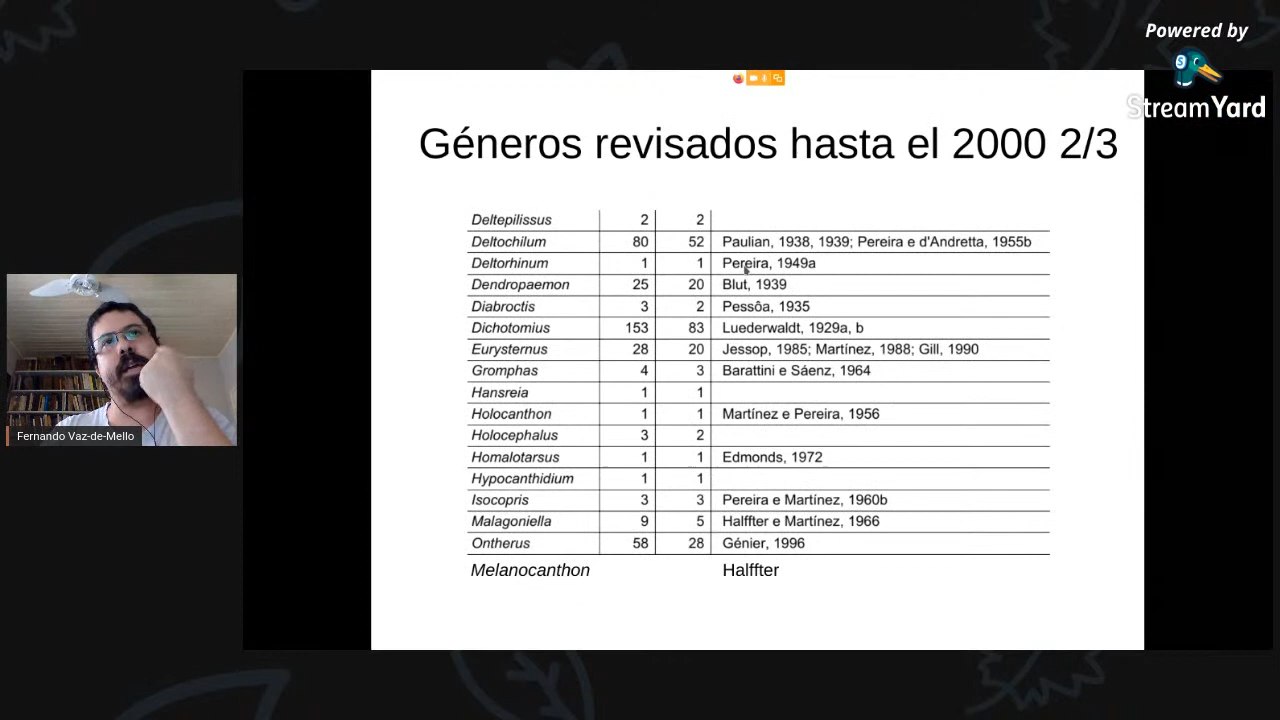 Powered by
StreamYard
Géneros revisados hasta el 2000 2/3
Deltepilissus 2 2
Deltochilum 80 52 Paulian, 1938, 1939; Pereira e d'Andretta, 1955b
Deltorhinum 1 1 Pereira, 1949a
Dendropaemon 25 20 Blut, 1939
Diabroctis 3 2 Pessôa, 1935
Dichotomius 153 83 Luederwaldt, 1929a, b
Eurysternus 28 20 Jessop, 1985; Martínez, 1988; Gill, 1990
Gromphas 4 3 Barattini e Sáenz, 1964
Hansreia 1 1
Holocanthon 1 1 Martínez e Pereira, 1956
Holocephalus 3 2
Homalotarsus 1 1 Edmonds, 1972
Hypocanthidium 1 1
Isocopris 3 3 Pereira e Martínez, 1960b
Malagoniella 9 5 Halffter e Martínez, 1966
Ontherus 58 28 Génier, 1996
Melanocanthon Halffter
Fernando Vaz-de-Mello